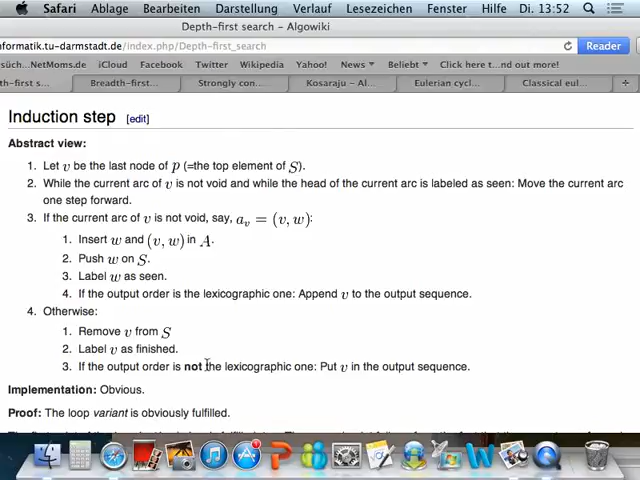 Safari Ablage Bearbeiten Darstellung Verlauf Lesezeichen Fenster Hilfe Di. 13:52
Depth-first search - Algowiki
nformatik.tu-darmstadt.de/index.php/Depth-first_search Reader
süch...NetMoms.de iCloud Facebook Twitter Wikipedia Yahoo! News Beliebt Click here t...nd out more!
th-first s... Breadth-first... Strongly con... Kosaraju - Al... Eulerian cycl... Classical eul... +
Induction step [edit]
Abstract view:
1. Let v be the last node of p (=the top element of S).
2. While the current arc of v is not void and while the head of the current arc is labeled as seen: Move the current arc
one step forward.
3. If the current arc of v is not void, say, a_v = (v, w):
1. Insert w and (v, w) in A.
2. Push w on S.
3. Label w as seen.
4. If the output order is the lexicographic one: Append v to the output sequence.
4. Otherwise:
1. Remove v from S
2. Label v as finished.
3. If the output order is not the lexicographic one: Put v in the output sequence.
Implementation: Obvious.
Proof: The loop variant is obviously fulfilled.